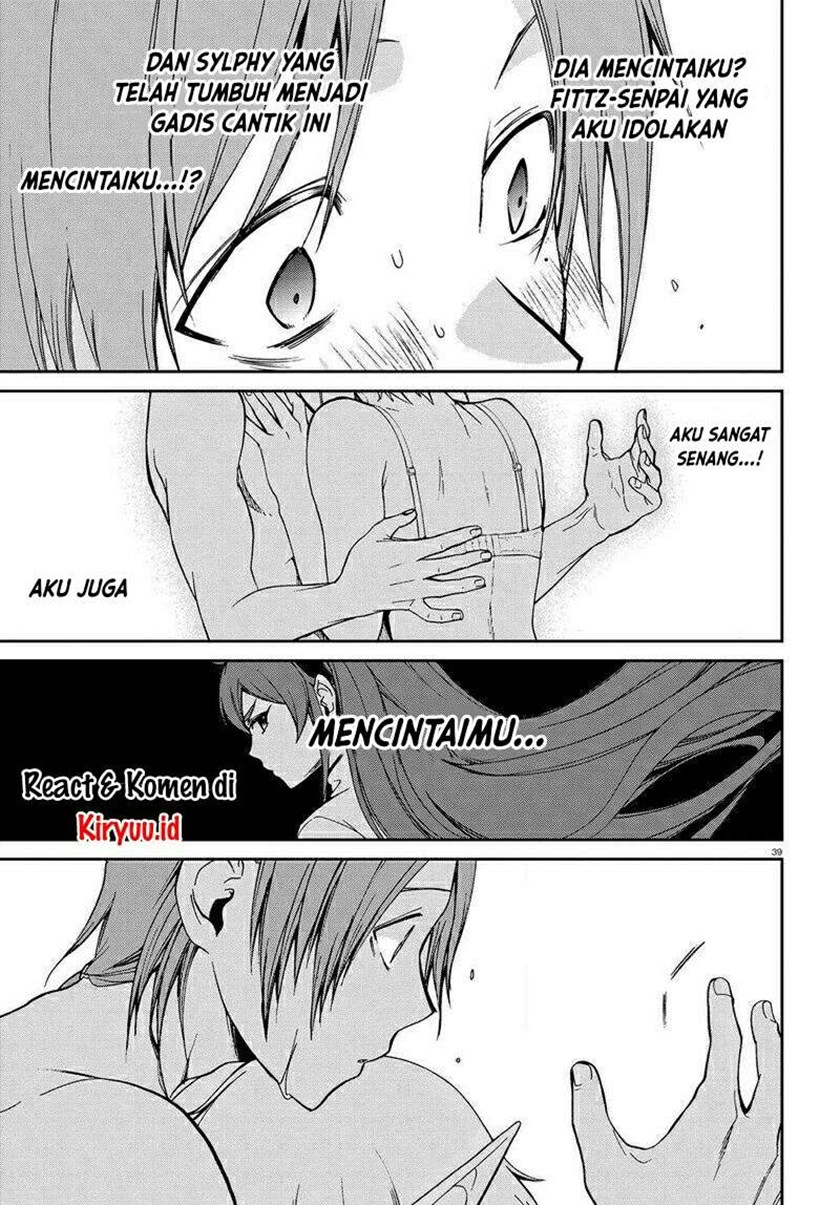 DIA MENCINTAIKU?
FITTZ-SENPAI YANG
AKU IDOLAKAN
DAN SYLPHY YANG
TELAH TUMBUH MENJADI
GADIS CANTIK INI
MENCINTAIKU...!?
AKU SANGAT
SENANG...!
AKU JUGA
MENCINTAIMU...
React & Komen di
Kiryuu.id
39